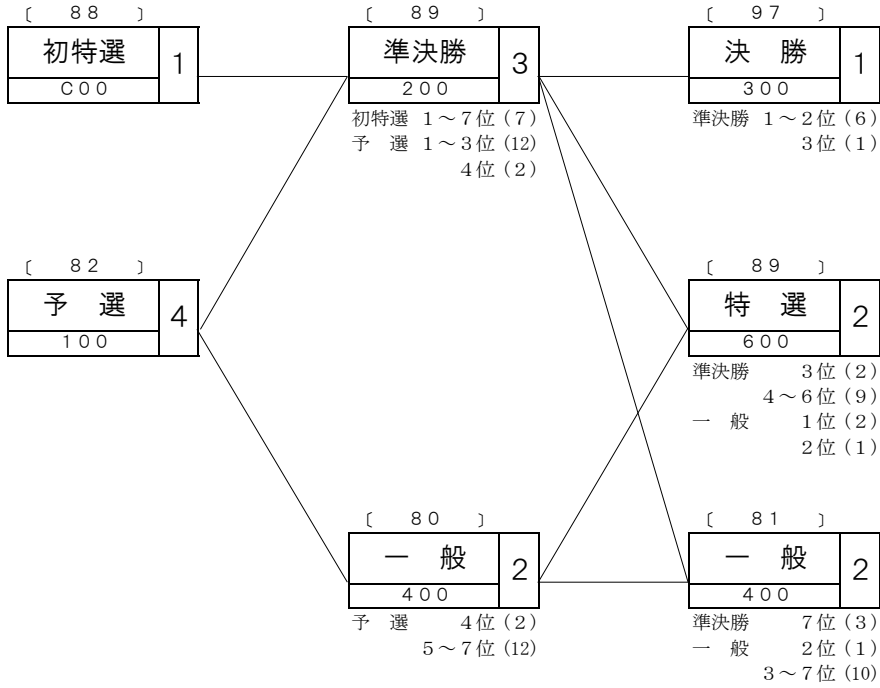 〔　８８　〕
初特選
1
Ｃ００
〔　８９　〕
準決勝
3
２００
初特選 １～７位（７）
予　選 １～３位（12）
４位（２）
〔　９７　〕
決　勝
1
３００
準決勝 １～２位（６）
３位（１）
〔　８２　〕
予　選
4
１００
〔　８９　〕
特　選
2
６００
準決勝　３位（２）
４～６位（９）
一　般　１位（２）
２位（１）
〔　８０　〕
一　般
2
４００
予　選　４位（２）
５～７位（12）
〔　８１　〕
一　般
2
４００
準決勝　７位（３）
一　般　２位（１）
３～７位（10）